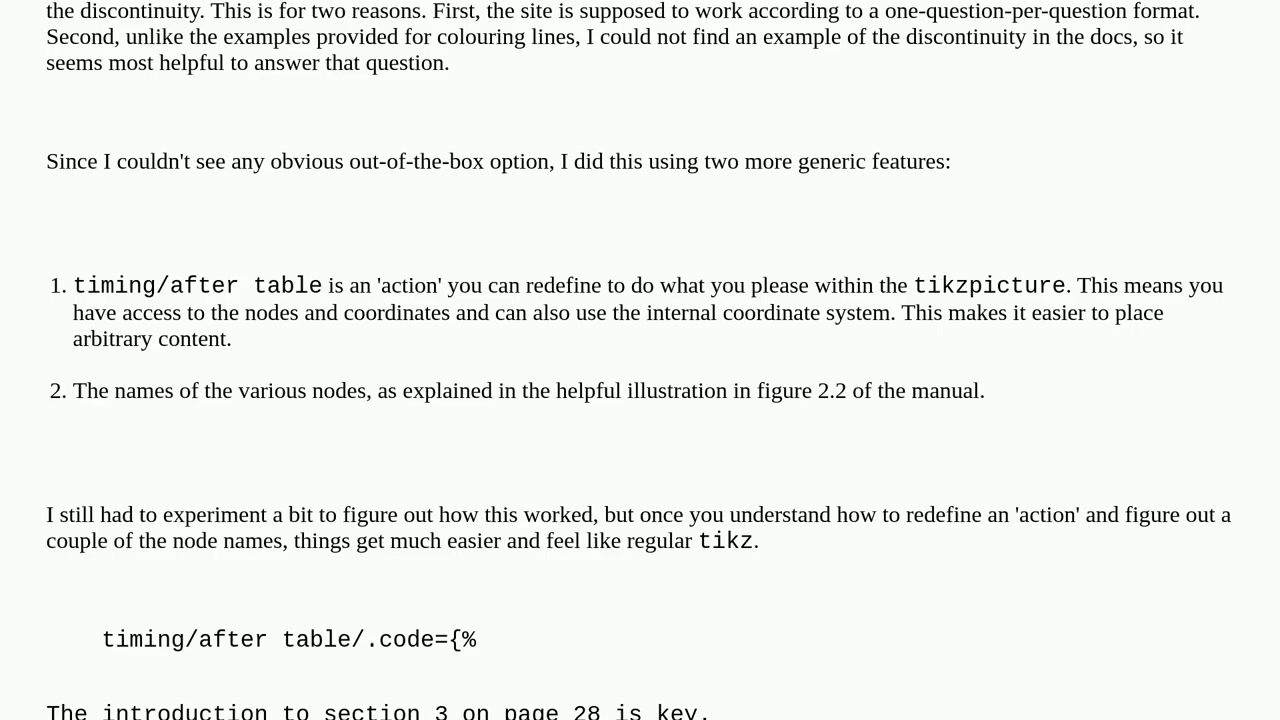 the discontinuity. This is for two reasons. First, the site is supposed to work according to a one-question-per-question format.
Second, unlike the examples provided for colouring lines, I could not find an example of the discontinuity in the docs, so it
seems most helpful to answer that question.
Since I couldn't see any obvious out-of-the-box option, I did this using two more generic features:
1. timing/after table is an 'action' you can redefine to do what you please within the tikzpicture. This means you
have access to the nodes and coordinates and can also use the internal coordinate system. This makes it easier to place
arbitrary content.
2. The names of the various nodes, as explained in the helpful illustration in figure 2.2 of the manual.
I still had to experiment a bit to figure out how this worked, but once you understand how to redefine an 'action' and figure out a
couple of the node names, things get much easier and feel like regular tikz.
timing/after table/.code={%
The introduction to section 3 on page 28 is key.